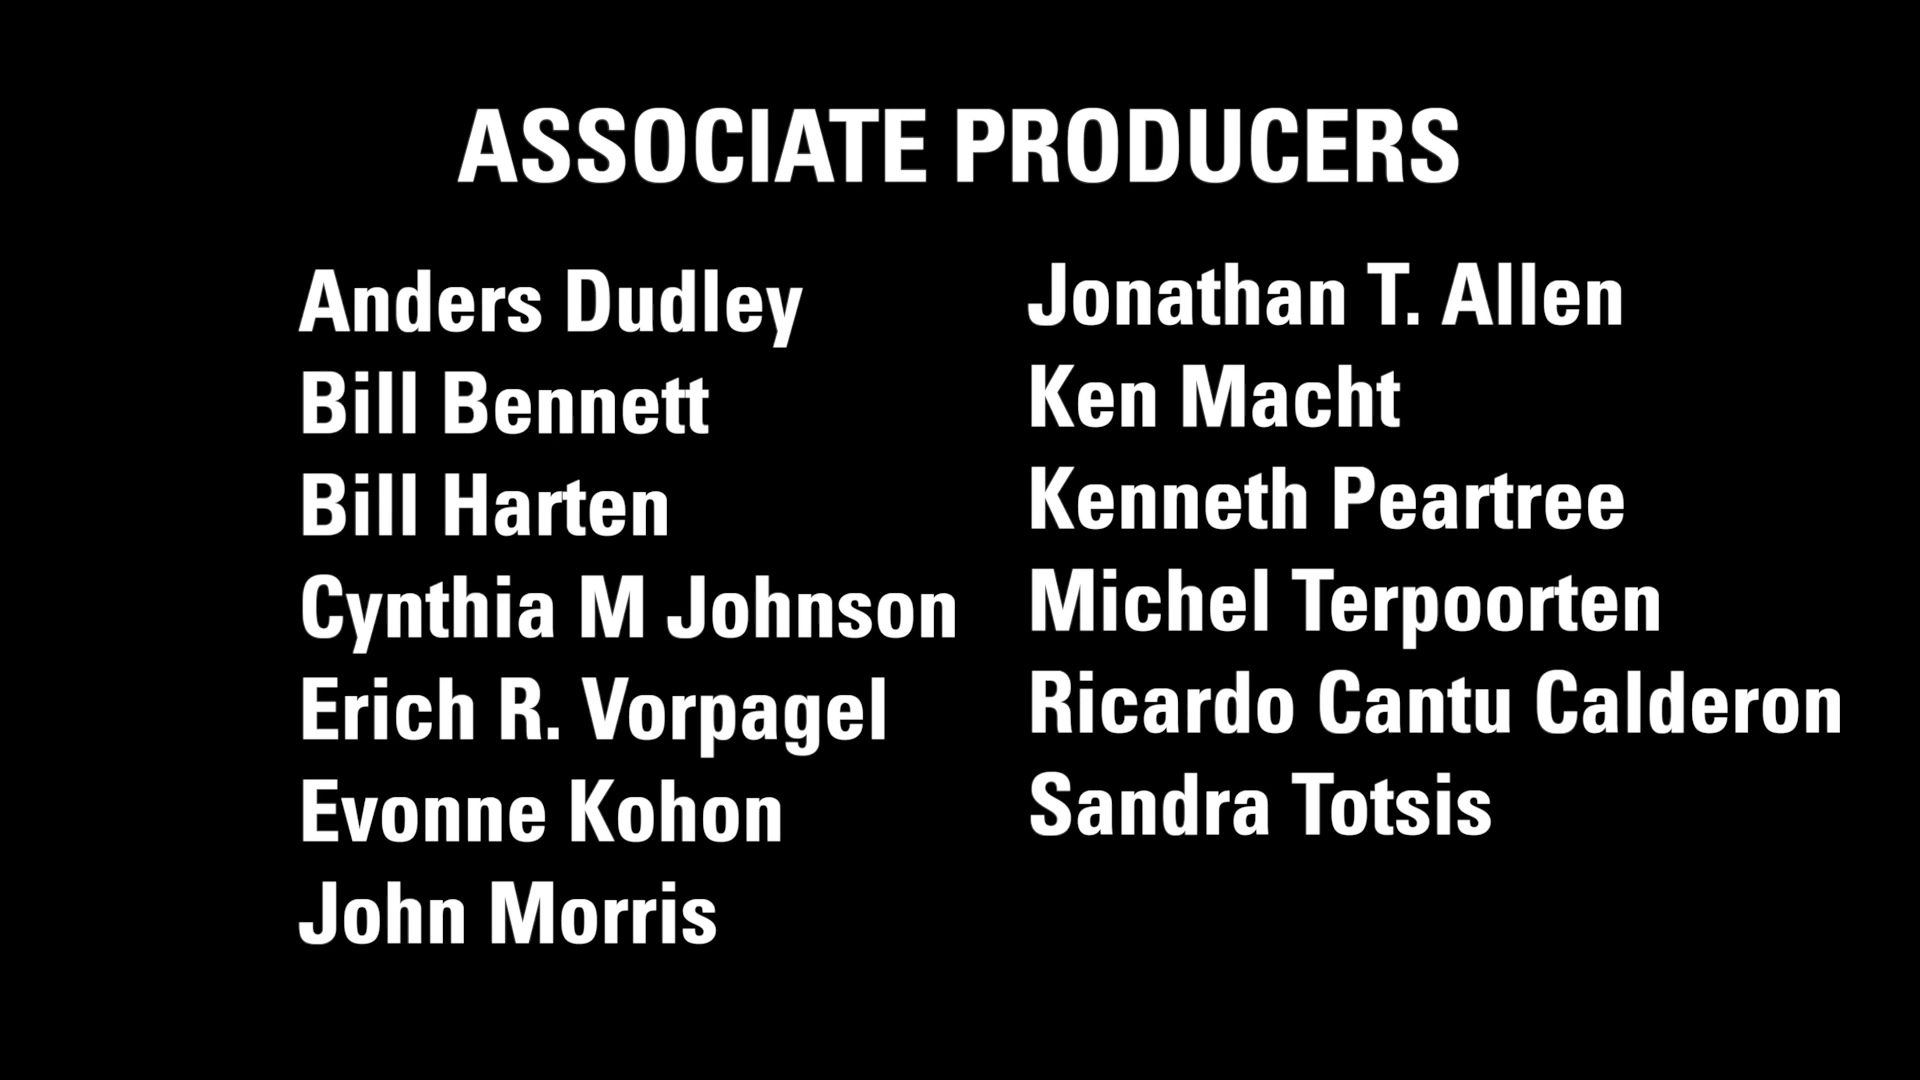 ASSOCIATE PRODUCERS
Anders Dudley
Bill Bennett
Bill Harten
Cynthia M Johnson
Erich R. Vorpagel
Evonne Kohon
John Morris
Jonathan T. Allen
Ken Macht
Kenneth Peartree
Michel Terpoorten
Ricardo Cantu Calderon
Sandra Totsis